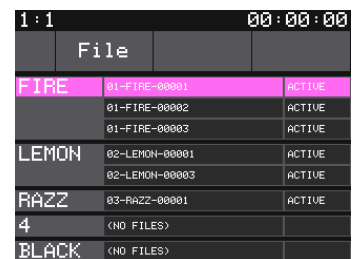 1:1 00:00:00
File
FIRE 01-FIRE-00001 ACTIVE
01-FIRE-00002 ACTIVE
01-FIRE-00003 ACTIVE
LEMON 02-LEMON-00001 ACTIVE
02-LEMON-00003 ACTIVE
RAZZ 03-RAZZ-00001 ACTIVE
4 (NO FILES)
BLACK (NO FILES)